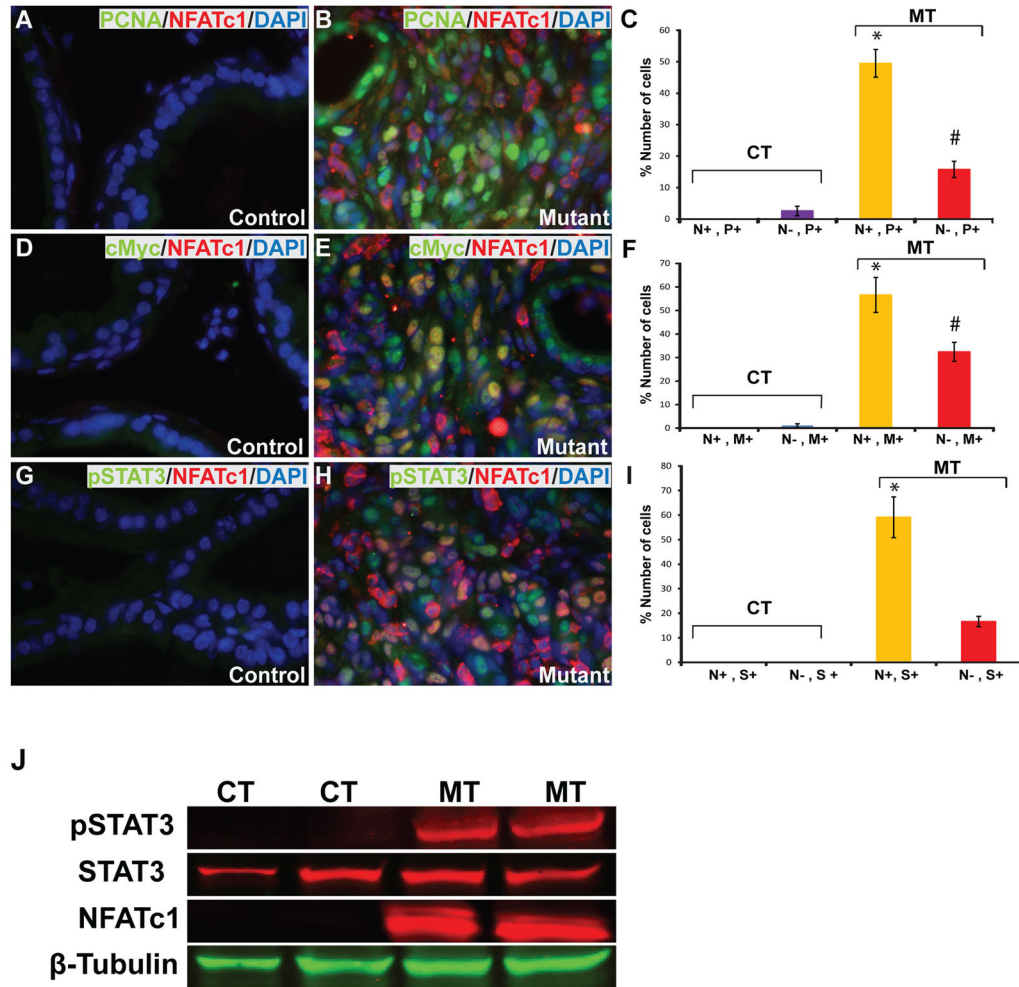 A
PCNA/NFATc1/DAPI
Control
B
PCNA/NFATc1/DAPI
Mutant
C
% Number of cells
60
50
40
30
20
10
0
CT
MT
*
#
N+ , P+
N- , P+
N+ , P+
N- , P+
D
cMyc/NFATc1/DAPI
Control
E
cMyc/NFATc1/DAPI
Mutant
F
% Number of cells
70
60
50
40
30
20
10
0
CT
MT
*
#
N+ , M+
N- , M+
N+ , M+
N- , M+
G
pSTAT3/NFATc1/DAPI
Control
H
pSTAT3/NFATc1/DAPI
Mutant
I
% Number of cells
80
70
60
50
40
30
20
10
0
CT
MT
*
N+ , S+
N- , S +
N+, S+
N-, S+
J
CT CT MT MT
pSTAT3
STAT3
NFATc1
β-Tubulin